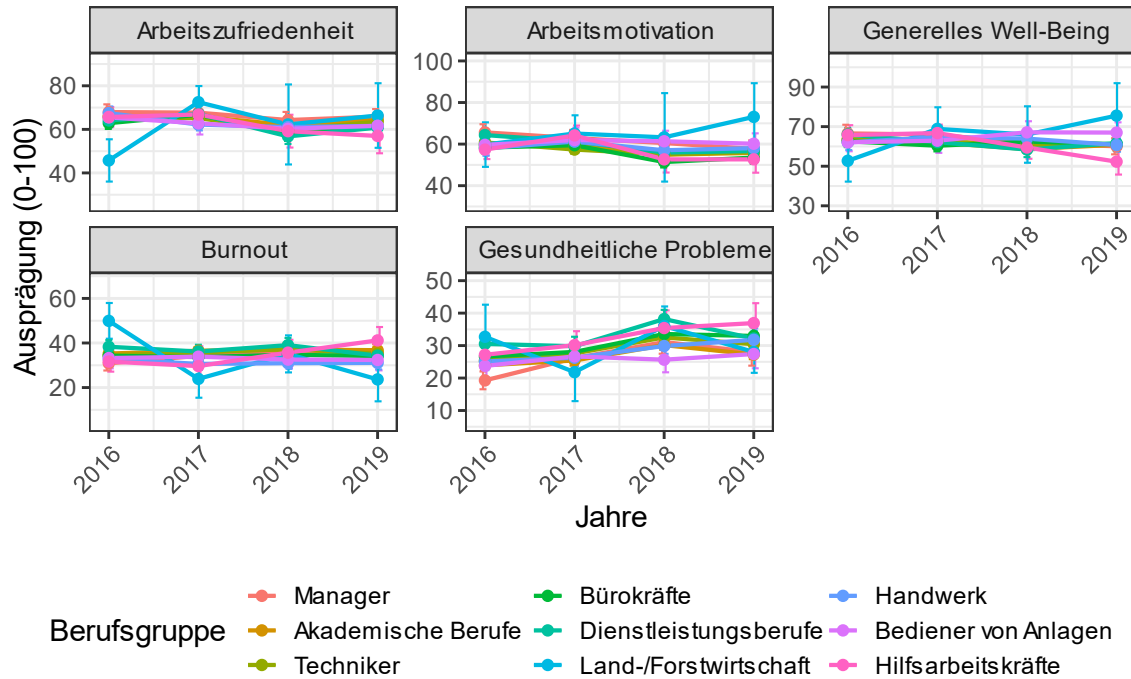 Arbeitszufriedenheit
Arbeitsmotivation
Generelles Well-Being
80
60
40
100
80
60
40
90
70
50
30
2016
2017
2018
2019
Ausprägung (0-100)
Burnout
Gesundheitliche Probleme
60
40
20
50
40
30
20
10
2016
2017
2018
2019
2016
2017
2018
2019
Jahre
Berufsgruppe
Manager
Akademische Berufe
Techniker
Bürokräfte
Dienstleistungsberufe
Land-/Forstwirtschaft
Handwerk
Bediener von Anlagen
Hilfsarbeitskräfte